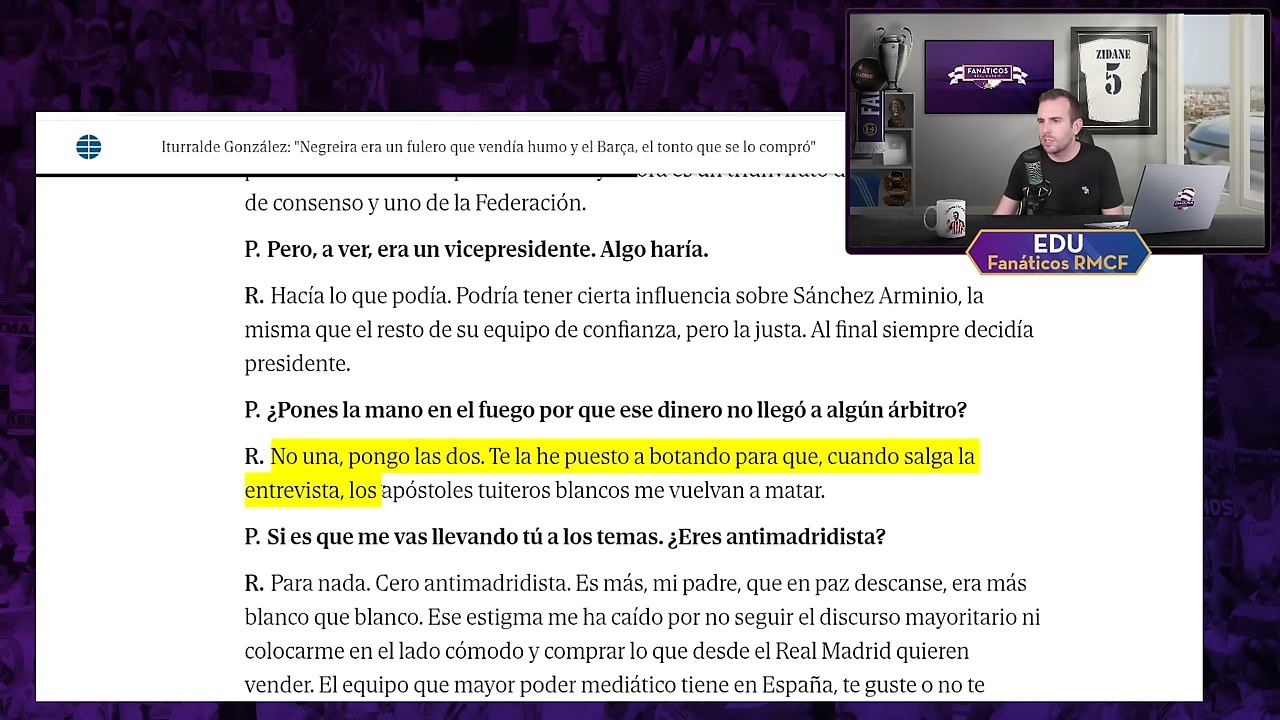 Iturralde González: "Negreira era un fulero que vendía humo y el Barça, el tonto que se lo compró"
de consenso y uno de la Federación.
P. Pero, a ver, era un vicepresidente. Algo haría.
R. Hacía lo que podía. Podría tener cierta influencia sobre Sánchez Arminio, la
misma que el resto de su equipo de confianza, pero la justa. Al final siempre decidía
presidente.
P. ¿Pones la mano en el fuego por que ese dinero no llegó a algún árbitro?
R. No una, pongo las dos. Te la he puesto a botando para que, cuando salga la
entrevista, los apóstoles tuiteros blancos me vuelvan a matar.
P. Si es que me vas llevando tú a los temas. ¿Eres antimadridista?
R. Para nada. Cero antimadridista. Es más, mi padre, que en paz descanse, era más
blanco que blanco. Ese estigma me ha caído por no seguir el discurso mayoritario ni
colocarme en el lado cómodo y comprar lo que desde el Real Madrid quieren
vender. El equipo que mayor poder mediático tiene en España, te guste o no te
FANÁTICOS
ZIDANE
5
EDU
Fanáticos RMCF